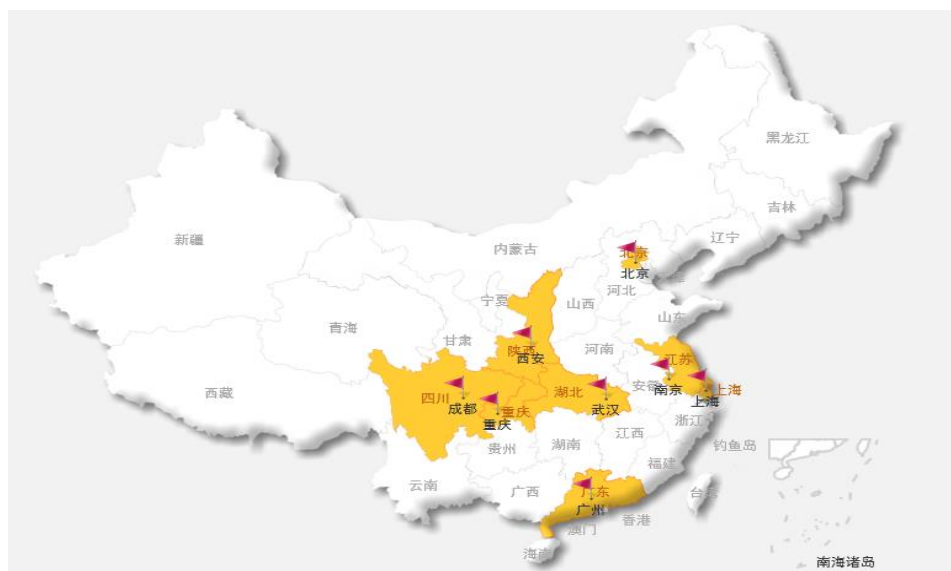 黑龙江
吉林
辽宁
新疆
内蒙古
北京
北京
河北
宁夏
山西
山东
青海
甘肃
陕西
西安
河南
江苏
西藏
四川
成都
重庆
重庆
湖北
武汉
安徽
南京
上海
上海
浙江
钓鱼岛
贵州
湖南
江西
福建
云南
广西
广东
广州
香港
澳门
海南
南海诸岛